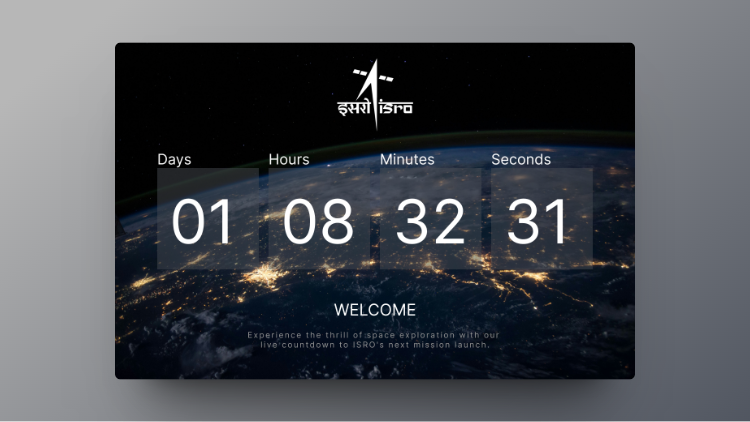 इसरो isro
Days Hours Minutes Seconds
01 08 32 31
WELCOME
Experience the thrill of space exploration with our
live countdown to ISRO's next mission launch.